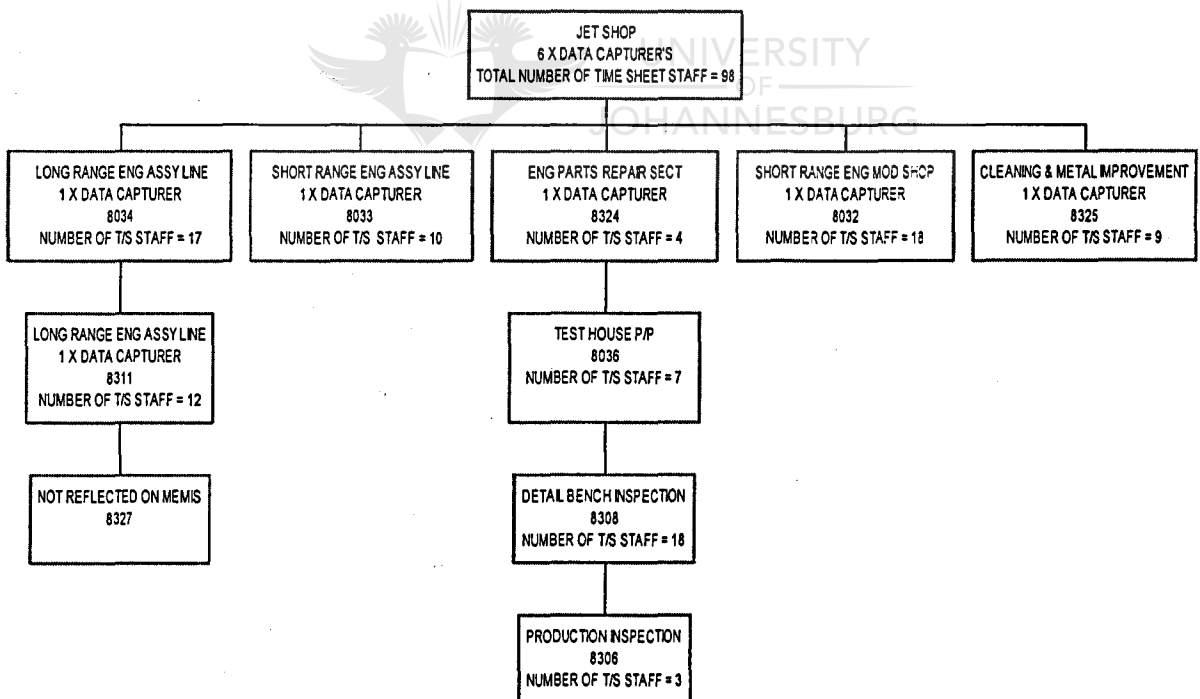 UNIVERSITY
OF
JOHANNESBURG
JET SHOP
6 X DATA CAPTURER'S
TOTAL NUMBER OF TIME SHEET STAFF = 98
LONG RANGE ENG ASSY LINE
1 X DATA CAPTURER
8034
NUMBER OF T/S STAFF = 17
SHORT RANGE ENG ASSY LINE
1 X DATA CAPTURER
8033
NUMBER OF T/S STAFF = 10
ENG PARTS REPAIR SECT
1 X DATA CAPTURER
8324
NUMBER OF T/S STAFF = 4
SHORT RANGE ENG MOD SHOP
1 X DATA CAPTURER
8032
NUMBER OF T/S STAFF = 18
CLEANING & METAL IMPROVEMENT
1 X DATA CAPTURER
8325
NUMBER OF T/S STAFF = 9
LONG RANGE ENG ASSY LINE
1 X DATA CAPTURER
8311
NUMBER OF T/S STAFF = 12
TEST HOUSE P/P
8036
NUMBER OF T/S STAFF = 7
NOT REFLECTED ON MEMIS
8327
DETAIL BENCH INSPECTION
8308
NUMBER OF T/S STAFF = 18
PRODUCTION INSPECTION
8306
NUMBER OF T/S STAFF = 3